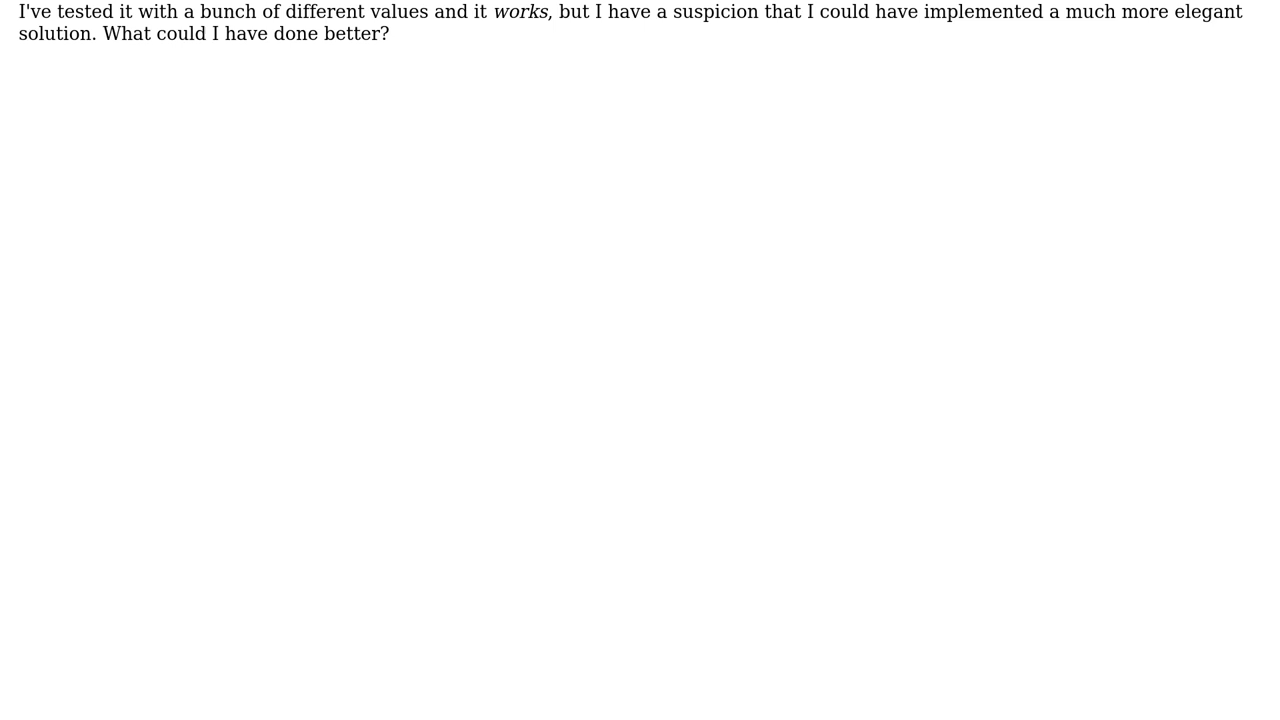 I've tested it with a bunch of different values and it works, but I have a suspicion that I could have implemented a much more elegant
solution. What could I have done better?